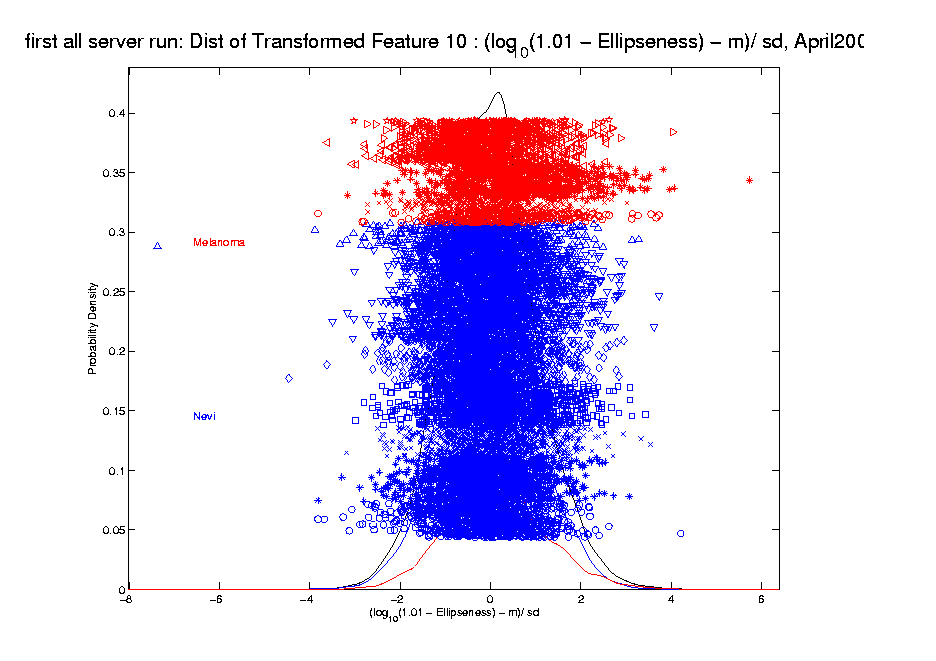 first all server run: Dist of Transformed Feature 10 : (log10(1.01 − Ellipseness) − m)/ sd, April200
0.4
0.35
0.3
Melanoma
0.25
Probability Density
0.2
0.15
Nevi
0.1
0.05
0
−8 −6 −4 −2 0 2 4 6
(log10(1.01 − Ellipseness) − m)/ sd